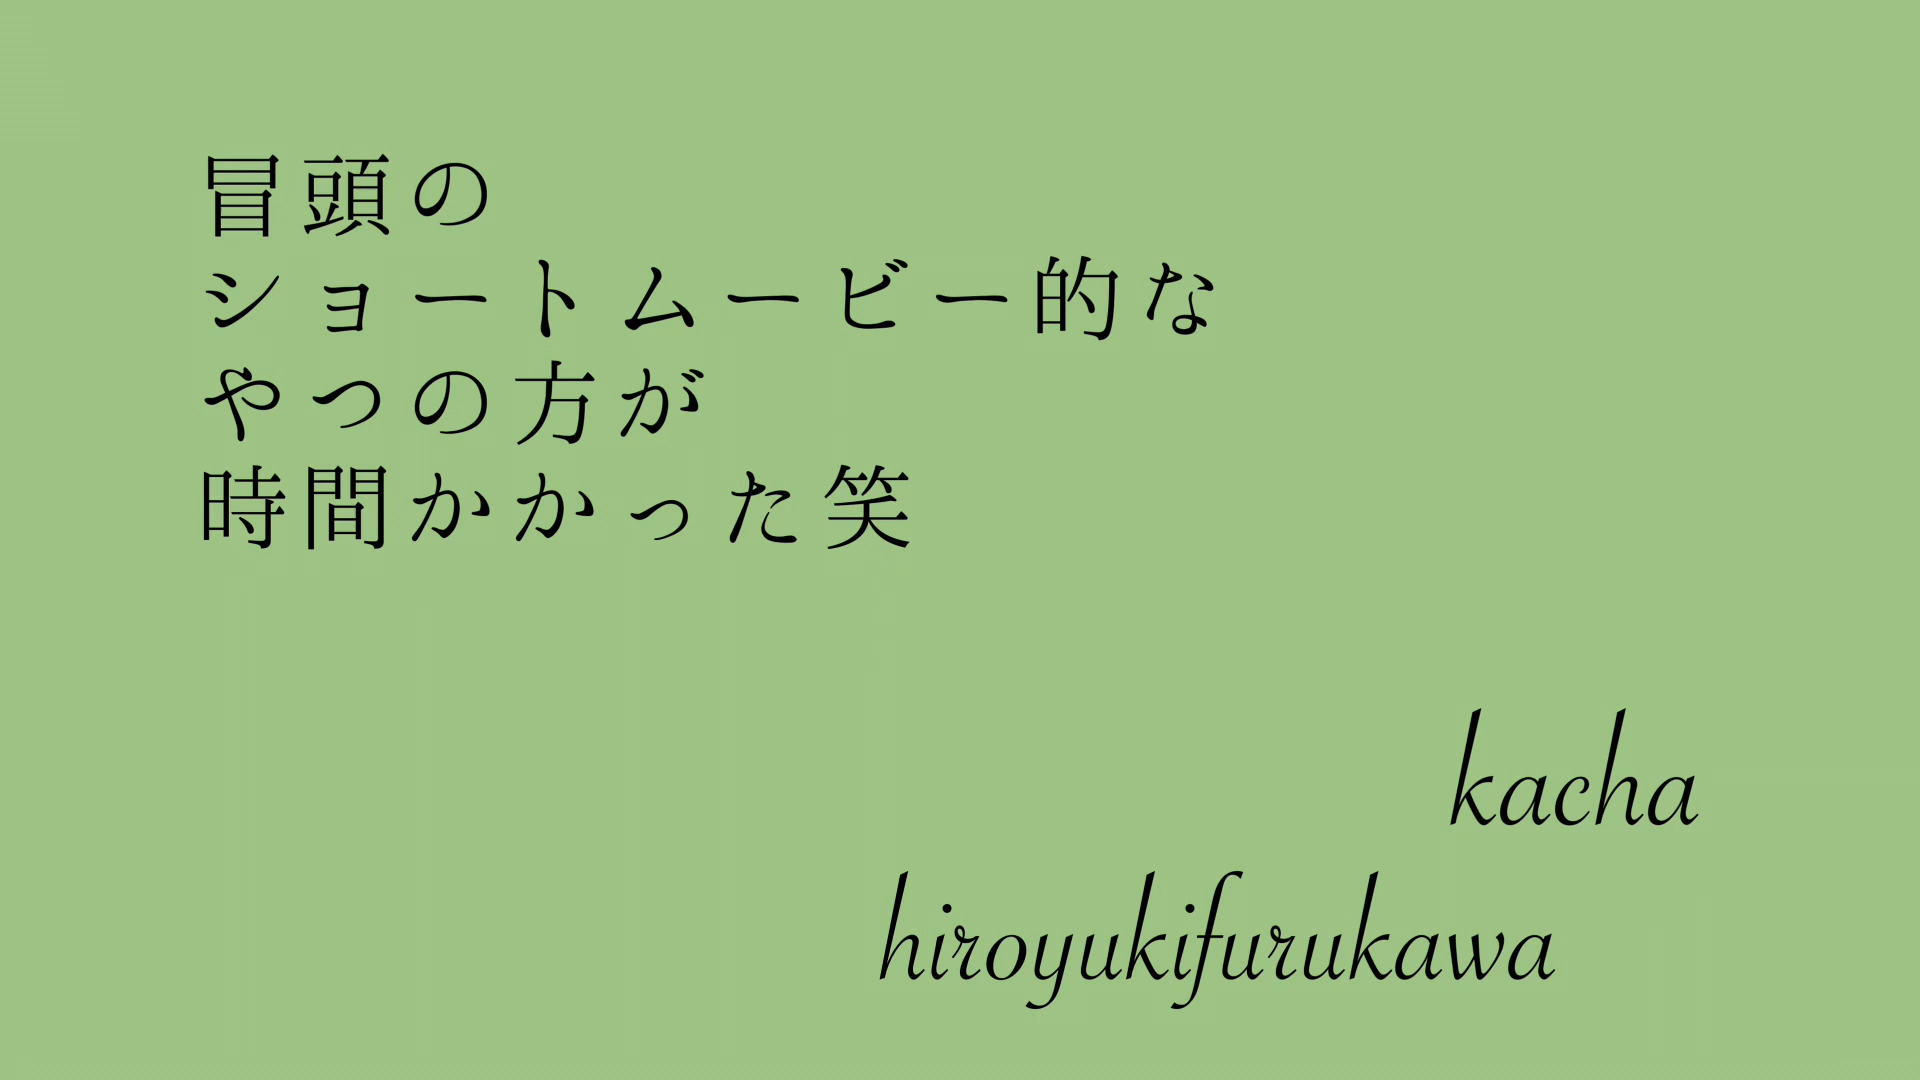 冒頭の
ショートムービー的な
やつの方が
時間かかった笑
kacha
hiroyukifurukawa